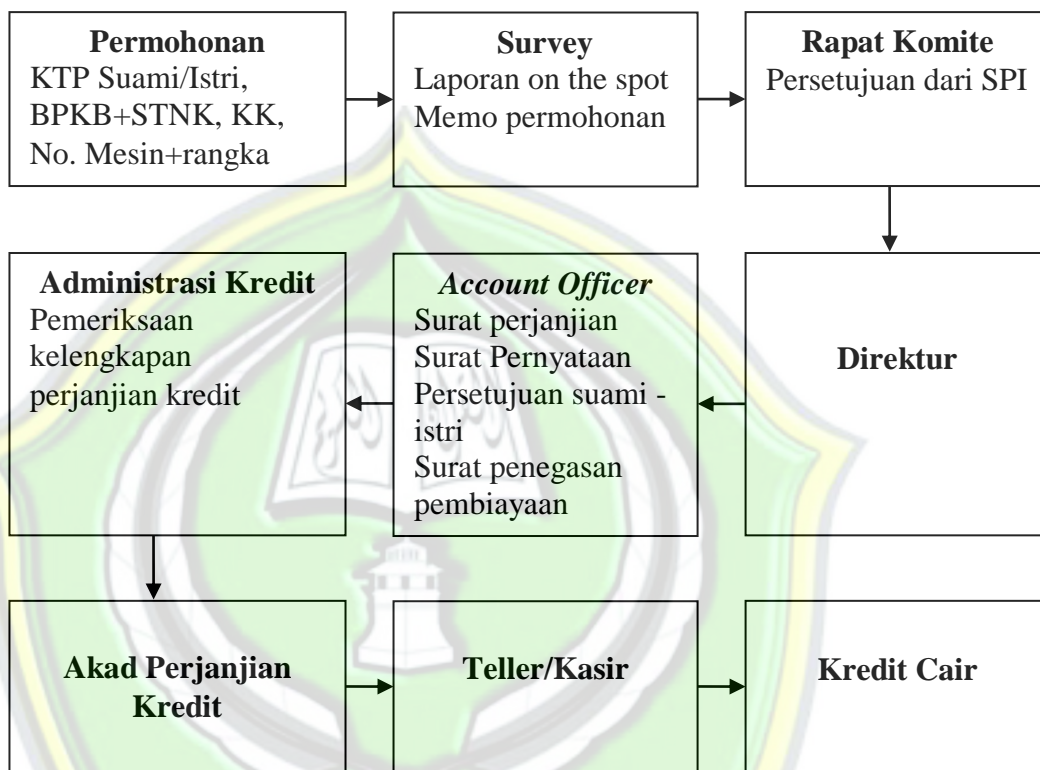 Permohonan
KTP Suami/Istri,
BPKB+STNK, KK,
No. Mesin+rangka
Survey
Laporan on the spot
Memo permohonan
Rapat Komite
Persetujuan dari SPI
Administrasi Kredit
Pemeriksaan
kelengkapan
perjanjian kredit
Account Officer
Surat perjanjian
Surat Pernyataan
Persetujuan suami -
istri
Surat penegasan
pembiayaan
Direktur
Akad Perjanjian
Kredit
Teller/Kasir
Kredit Cair